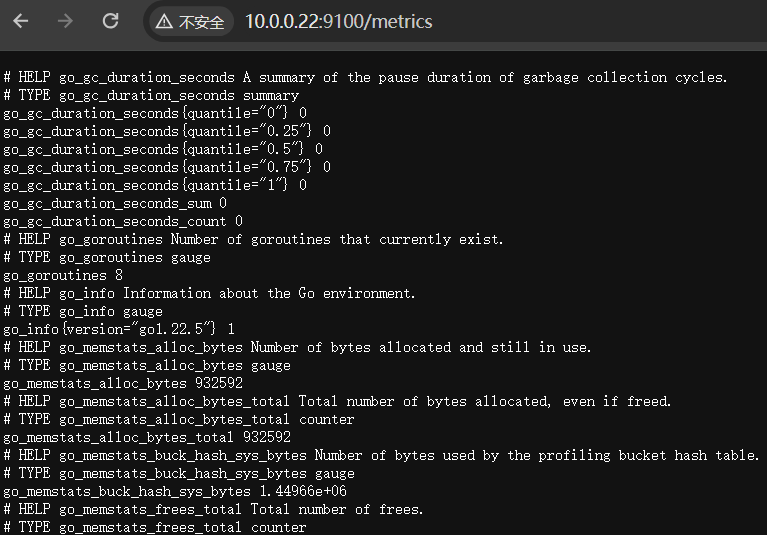 不安全 10.0.0.22:9100/metrics
# HELP go_gc_duration_seconds A summary of the pause duration of garbage collection cycles.
# TYPE go_gc_duration_seconds summary
go_gc_duration_seconds{quantile="0"} 0
go_gc_duration_seconds{quantile="0.25"} 0
go_gc_duration_seconds{quantile="0.5"} 0
go_gc_duration_seconds{quantile="0.75"} 0
go_gc_duration_seconds{quantile="1"} 0
go_gc_duration_seconds_sum 0
go_gc_duration_seconds_count 0
# HELP go_goroutines Number of goroutines that currently exist.
# TYPE go_goroutines gauge
go_goroutines 8
# HELP go_info Information about the Go environment.
# TYPE go_info gauge
go_info{version="go1.22.5"} 1
# HELP go_memstats_alloc_bytes Number of bytes allocated and still in use.
# TYPE go_memstats_alloc_bytes gauge
go_memstats_alloc_bytes 932592
# HELP go_memstats_alloc_bytes_total Total number of bytes allocated, even if freed.
# TYPE go_memstats_alloc_bytes_total counter
go_memstats_alloc_bytes_total 932592
# HELP go_memstats_buck_hash_sys_bytes Number of bytes used by the profiling bucket hash table.
# TYPE go_memstats_buck_hash_sys_bytes gauge
go_memstats_buck_hash_sys_bytes 1.44966e+06
# HELP go_memstats_frees_total Total number of frees.
# TYPE go_memstats_frees_total counter